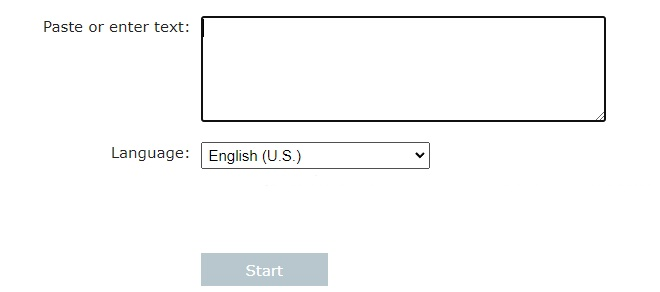 Paste or enter text:
Language: English (U.S.)
Start